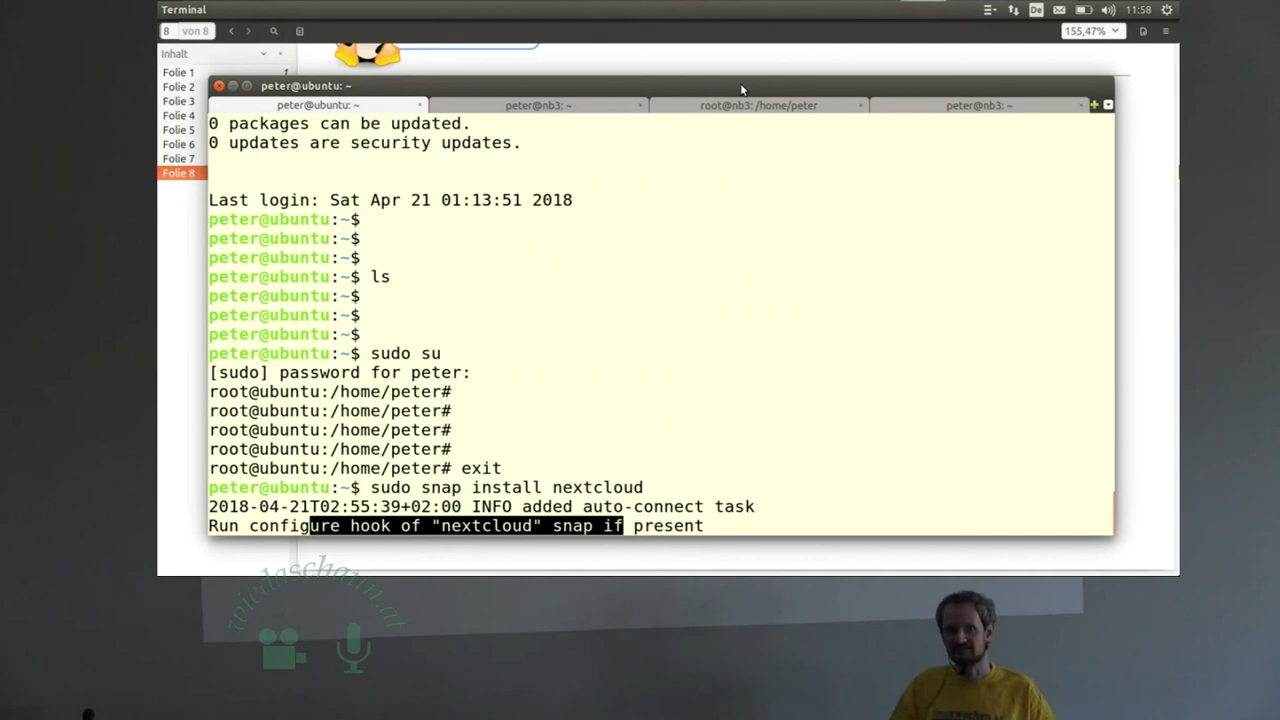 Terminal
De
11:58
8 von 8
155,47%
Inhalt
Folie 1 1
Folie 2
Folie 3
Folie 4
Folie 5
Folie 6
Folie 7
Folie 8
peter@ubuntu: ~
peter@ubuntu: ~
peter@nb3: ~
root@nb3: /home/peter
peter@nb3: ~
0 packages can be updated.
0 updates are security updates.
Last login: Sat Apr 21 01:13:51 2018
peter@ubuntu:~$
peter@ubuntu:~$
peter@ubuntu:~$
peter@ubuntu:~$ ls
peter@ubuntu:~$
peter@ubuntu:~$
peter@ubuntu:~$
peter@ubuntu:~$ sudo su
[sudo] password for peter:
root@ubuntu:/home/peter#
root@ubuntu:/home/peter#
root@ubuntu:/home/peter#
root@ubuntu:/home/peter#
root@ubuntu:/home/peter# exit
peter@ubuntu:~$ sudo snap install nextcloud
2018-04-21T02:55:39+02:00 INFO added auto-connect task
Run configure hook of "nextcloud" snap if present
wiedaschaun.at